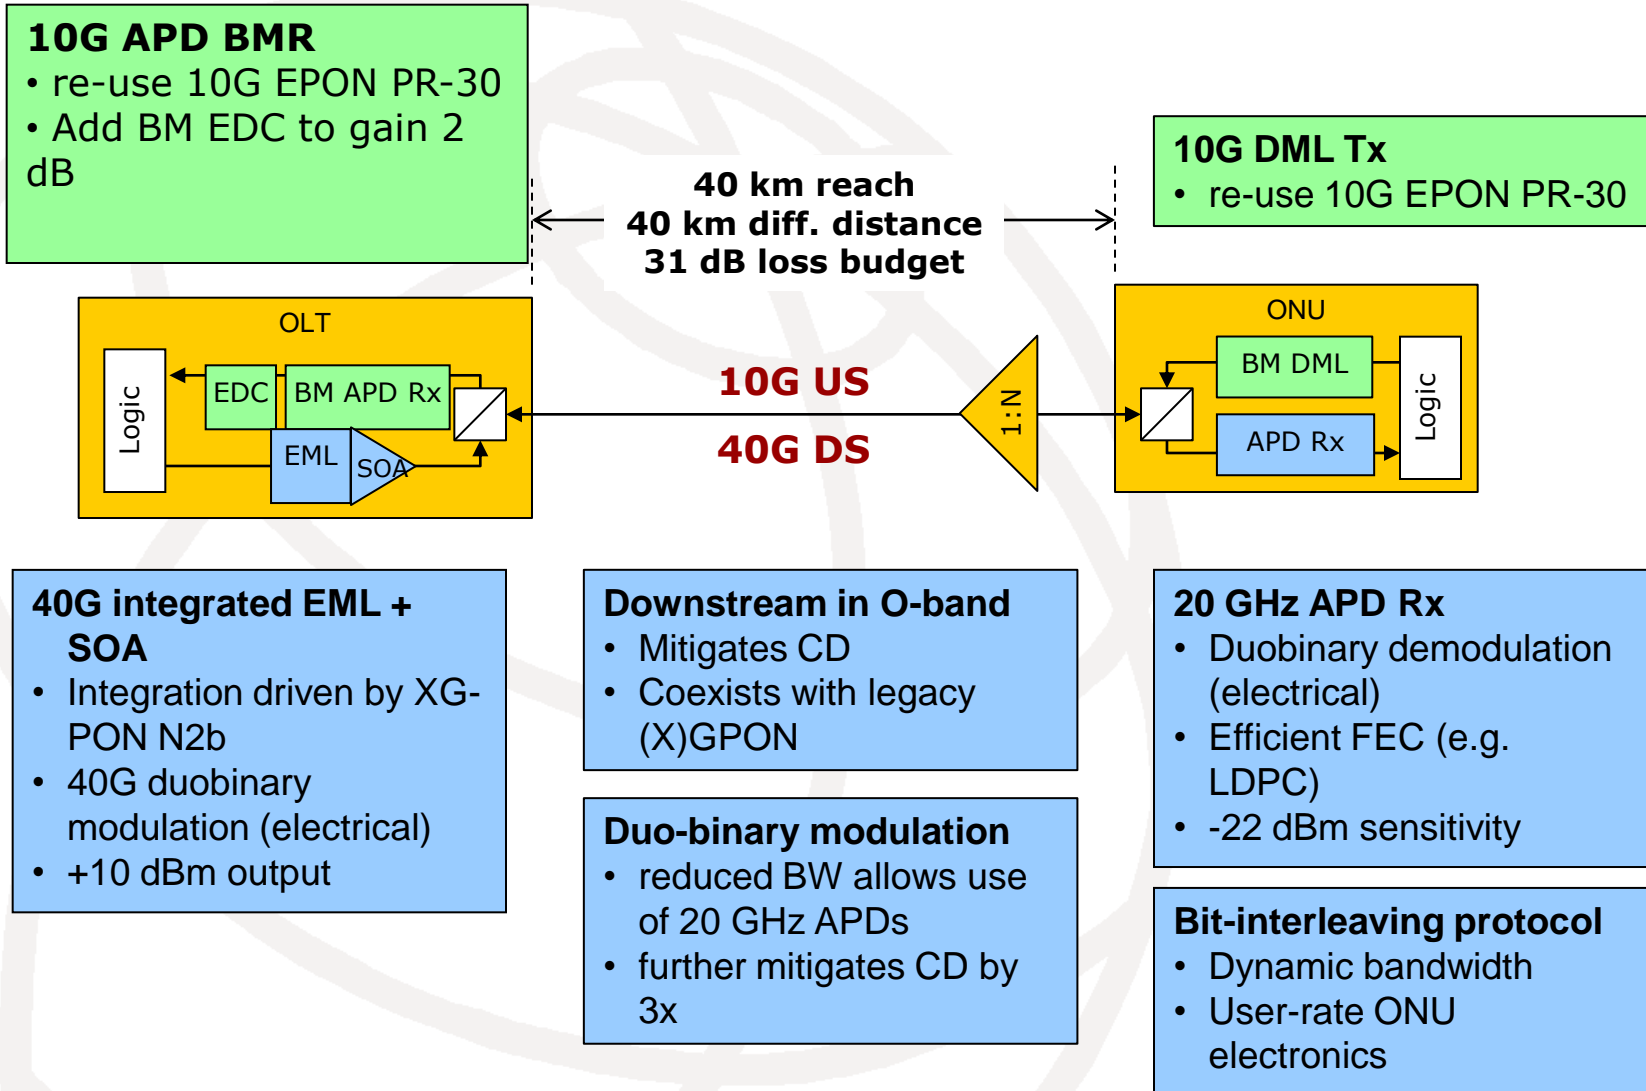 10G APD BMR
• re-use 10G EPON PR-30
• Add BM EDC to gain 2
dB
40 km reach
40 km diff. distance
31 dB loss budget
10G DML Tx
• re-use 10G EPON PR-30
OLT
Logic
EDC
BM APD Rx
EML
SOA
10G US
40G DS
1:N
ONU
BM DML
APD Rx
Logic
40G integrated EML +
SOA
• Integration driven by XG-
PON N2b
• 40G duobinary
modulation (electrical)
• +10 dBm output
Downstream in O-band
• Mitigates CD
• Coexists with legacy
(X)GPON
Duo-binary modulation
• reduced BW allows use
of 20 GHz APDs
• further mitigates CD by
3x
20 GHz APD Rx
• Duobinary demodulation
(electrical)
• Efficient FEC (e.g.
LDPC)
• -22 dBm sensitivity
Bit-interleaving protocol
• Dynamic bandwidth
• User-rate ONU
electronics